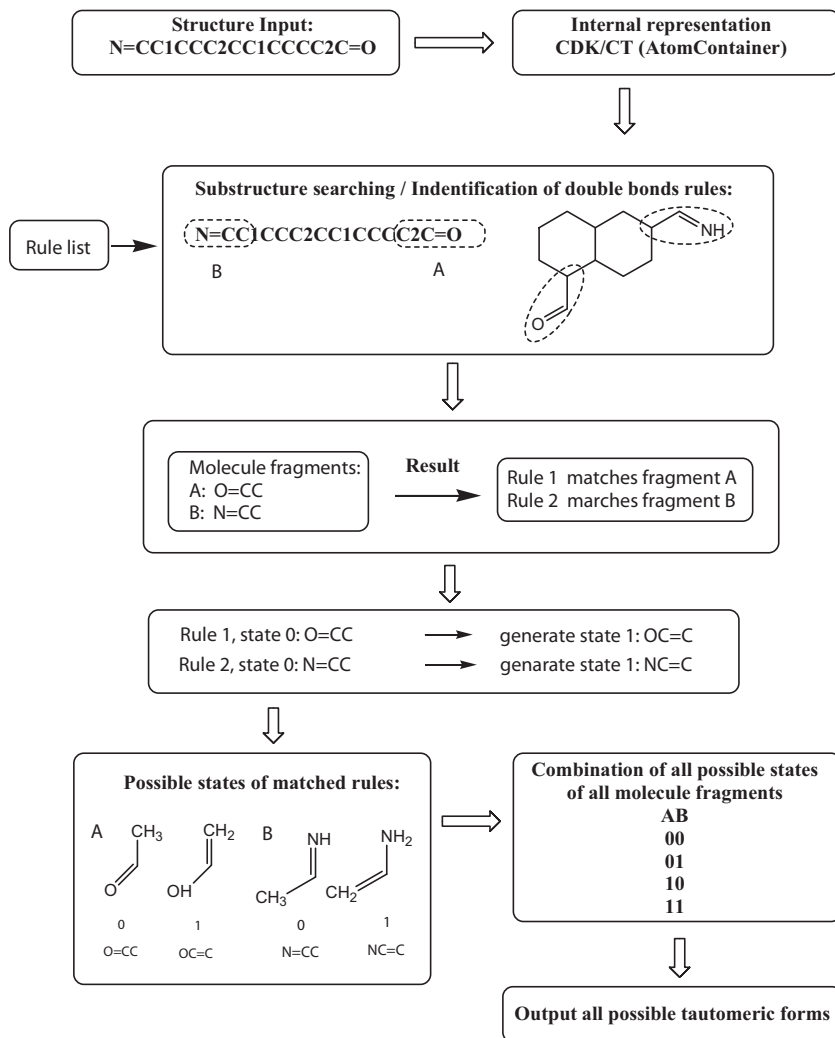 Structure Input:
N=CC1CCC2CC1CCCC2C=O
Internal representation
CDK/CT (AtomContainer)
Substructure searching / Indentification of double bonds rules:
Rule list
N=CC1CCC2CC1CCCC2C=O
B
A
NH
O
Molecule fragments:
A: O=CC
B: N=CC
Result
Rule 1 matches fragment A
Rule 2 marches fragment B
Rule 1, state 0: O=CC
generate state 1: OC=C
Rule 2, state 0: N=CC
genarate state 1: NC=C
Possible states of matched rules:
A
CH3
O
0
O=CC
CH2
OH
1
OC=C
B
NH
CH3
0
N=CC
NH2
CH2
1
NC=C
Combination of all possible states
of all molecule fragments
AB
00
01
10
11
Output all possible tautomeric forms